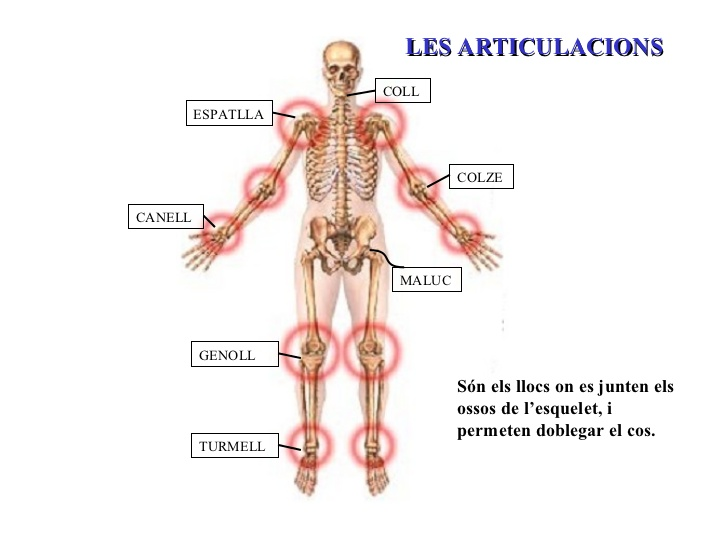 LES ARTICULACIONS
COLL
ESPATLLA
COLZE
CANELL
MALUC
GENOLL
Són els llocs on es junten els
ossos de l’esquelet, i
permeten doblegar el cos.
TURMELL